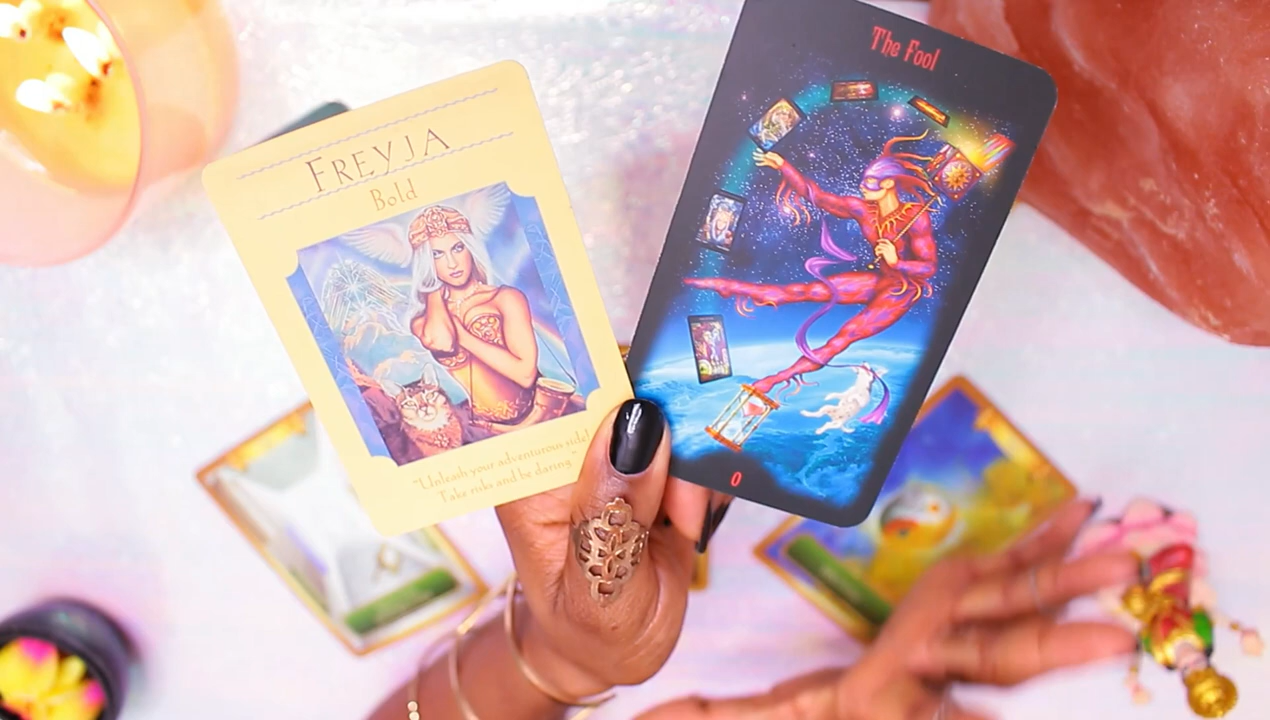 FREYJA
Bold
"Unleash your adventurous side!
Take risks and be daring."
The Fool
0